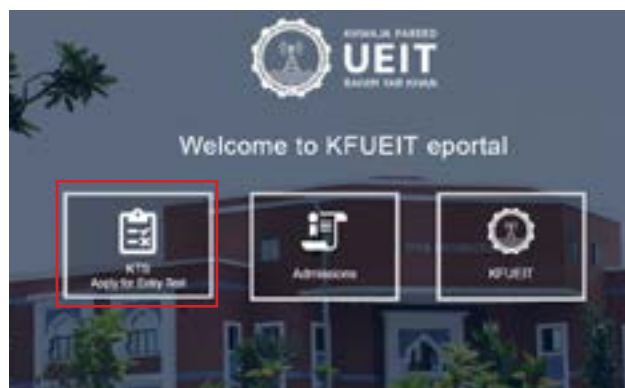 KHWAJA FAREED
UEIT
RAHIM YAR KHAN
Welcome to KFUEIT eportal
KTS
Apply for Entry Test
Admissions
KFUEIT